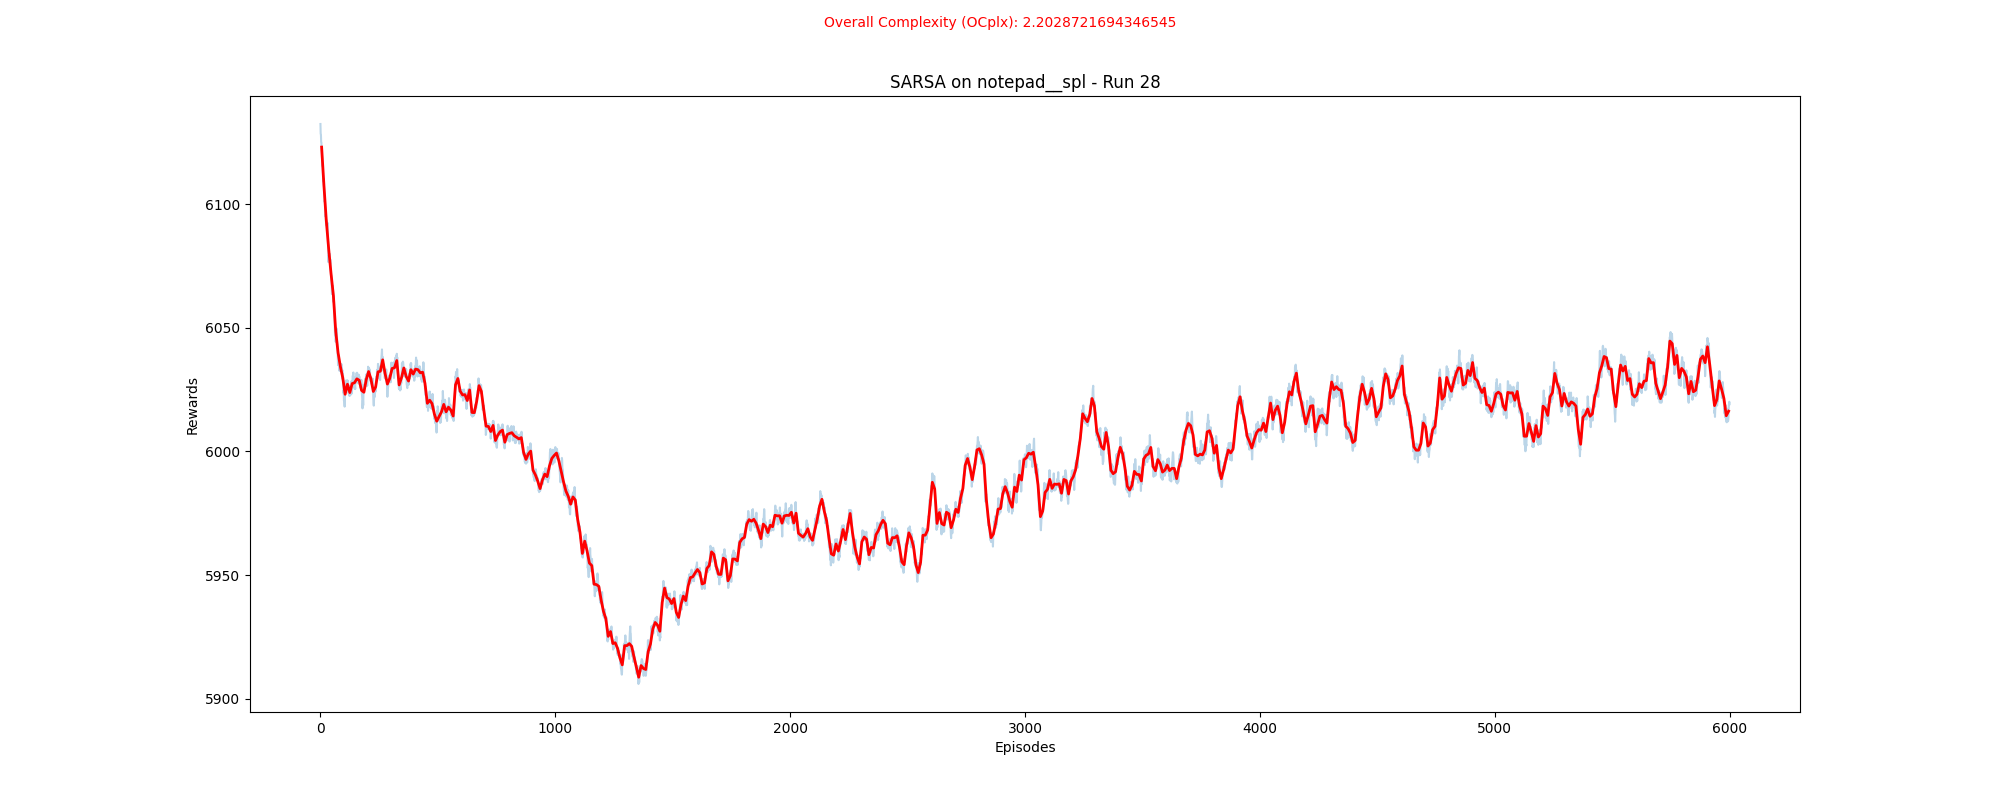 Overall Complexity (OCplx): 2.2028721694346545
SARSA on notepad__spl - Run 28
6100
6050
6000
5950
5900
Rewards
0 1000 2000 3000 4000 5000 6000
Episodes